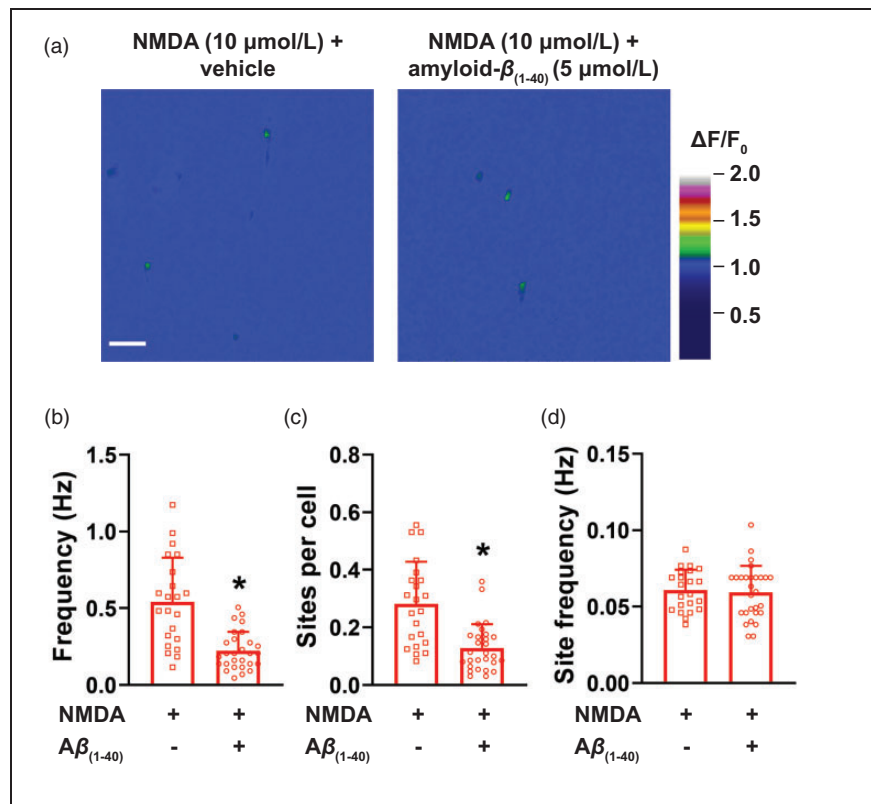 (a)
NMDA (10 µmol/L) +
vehicle
NMDA (10 µmol/L) +
amyloid-β(1-40) (5 µmol/L)
ΔF/F0
2.0
1.5
1.0
0.5
(b)
Frequency (Hz)
1.5
1.0
0.5
0.0
*
NMDA + +
Aβ(1-40) - +
(c)
Sites per cell
0.8
0.6
0.4
0.2
0.0
*
NMDA + +
Aβ(1-40) - +
(d)
Site frequency (Hz)
0.15
0.10
0.05
0.00
NMDA + +
Aβ(1-40) - +